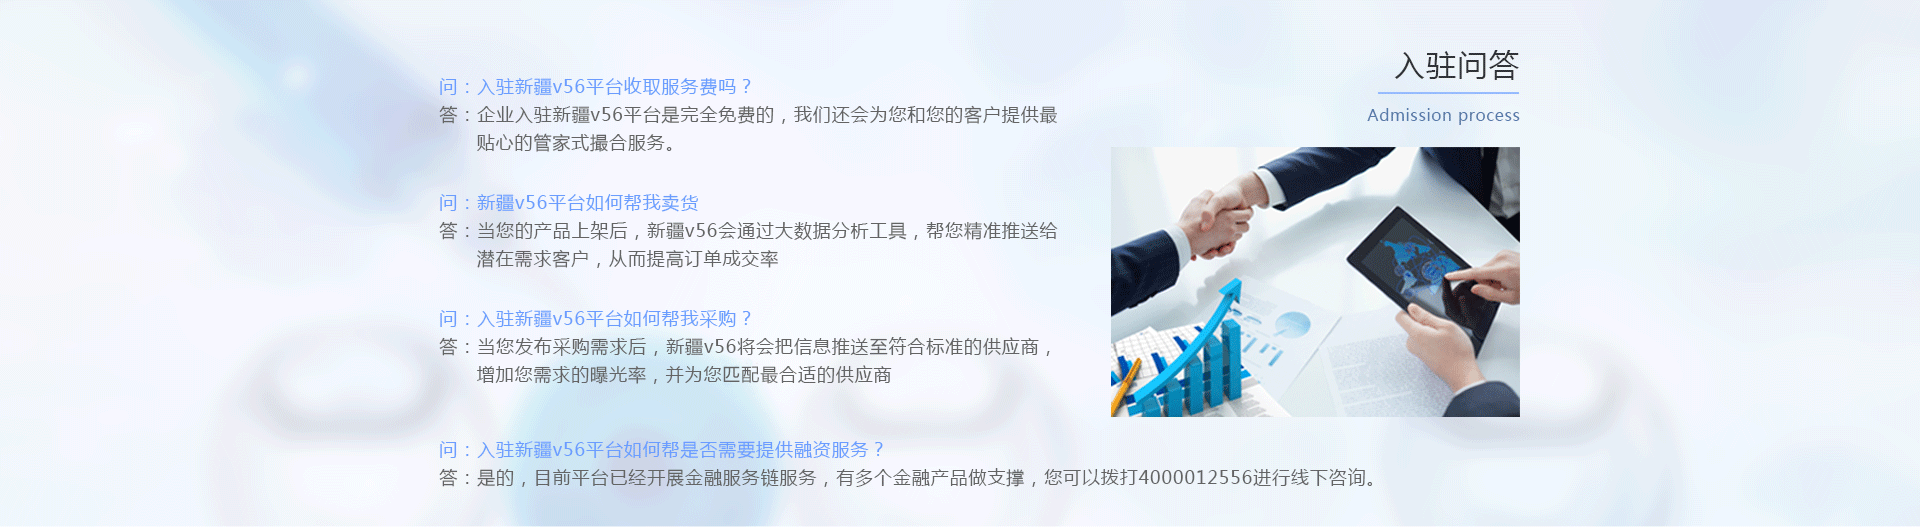 入驻问答
Admission process
问：入驻新疆v56平台收取服务费吗？
答：企业入驻新疆v56平台是完全免费的，我们还会为您和您的客户提供最
贴心的管家式撮合服务。
问：新疆v56平台如何帮我卖货
答：当您的产品上架后，新疆v56会通过大数据分析工具，帮您精准推送给
潜在需求客户，从而提高订单成交率
问：入驻新疆v56平台如何帮我采购？
答：当您发布采购需求后，新疆v56将会把信息推送至符合标准的供应商，
增加您需求的曝光率，并为您匹配最合适的供应商
问：入驻新疆v56平台如何帮是否需要提供融资服务？
答：是的，目前平台已经开展金融服务链服务，有多个金融产品做支撑，您可以拨打4000012556进行线下咨询。